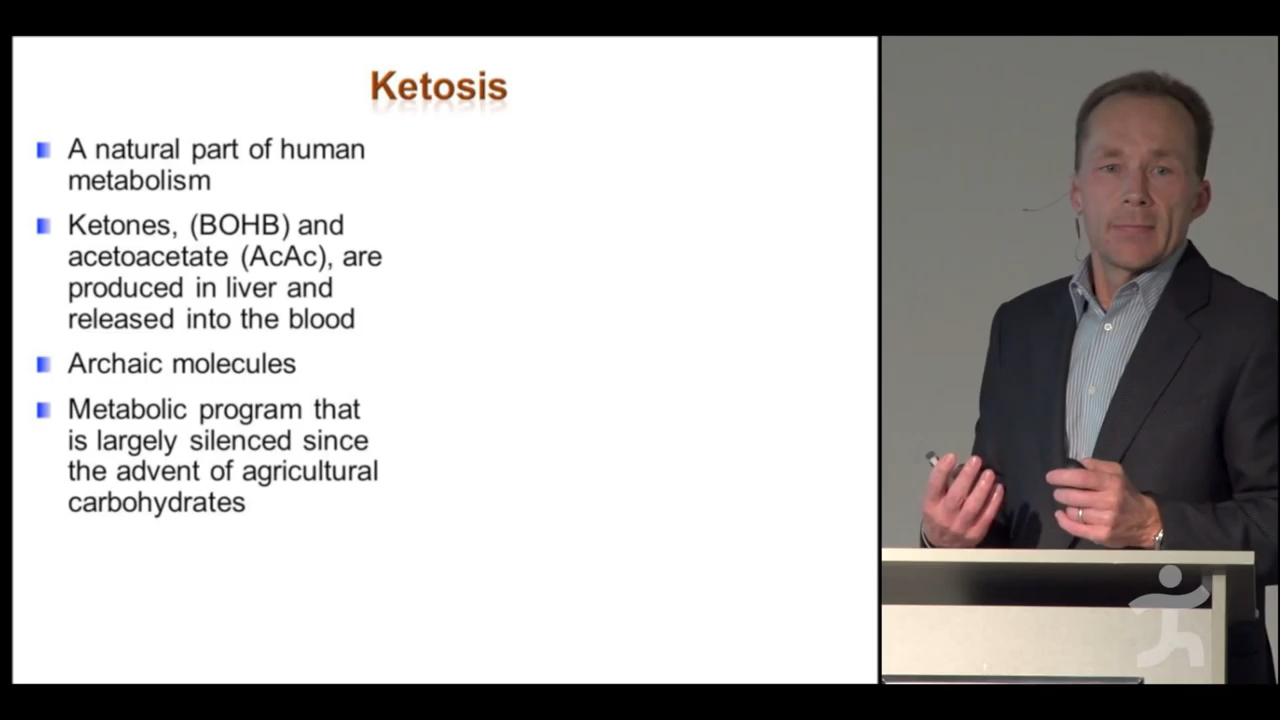 Ketosis
A natural part of human
metabolism
Ketones, (BOHB) and
acetoacetate (AcAc), are
produced in liver and
released into the blood
Archaic molecules
Metabolic program that
is largely silenced since
the advent of agricultural
carbohydrates